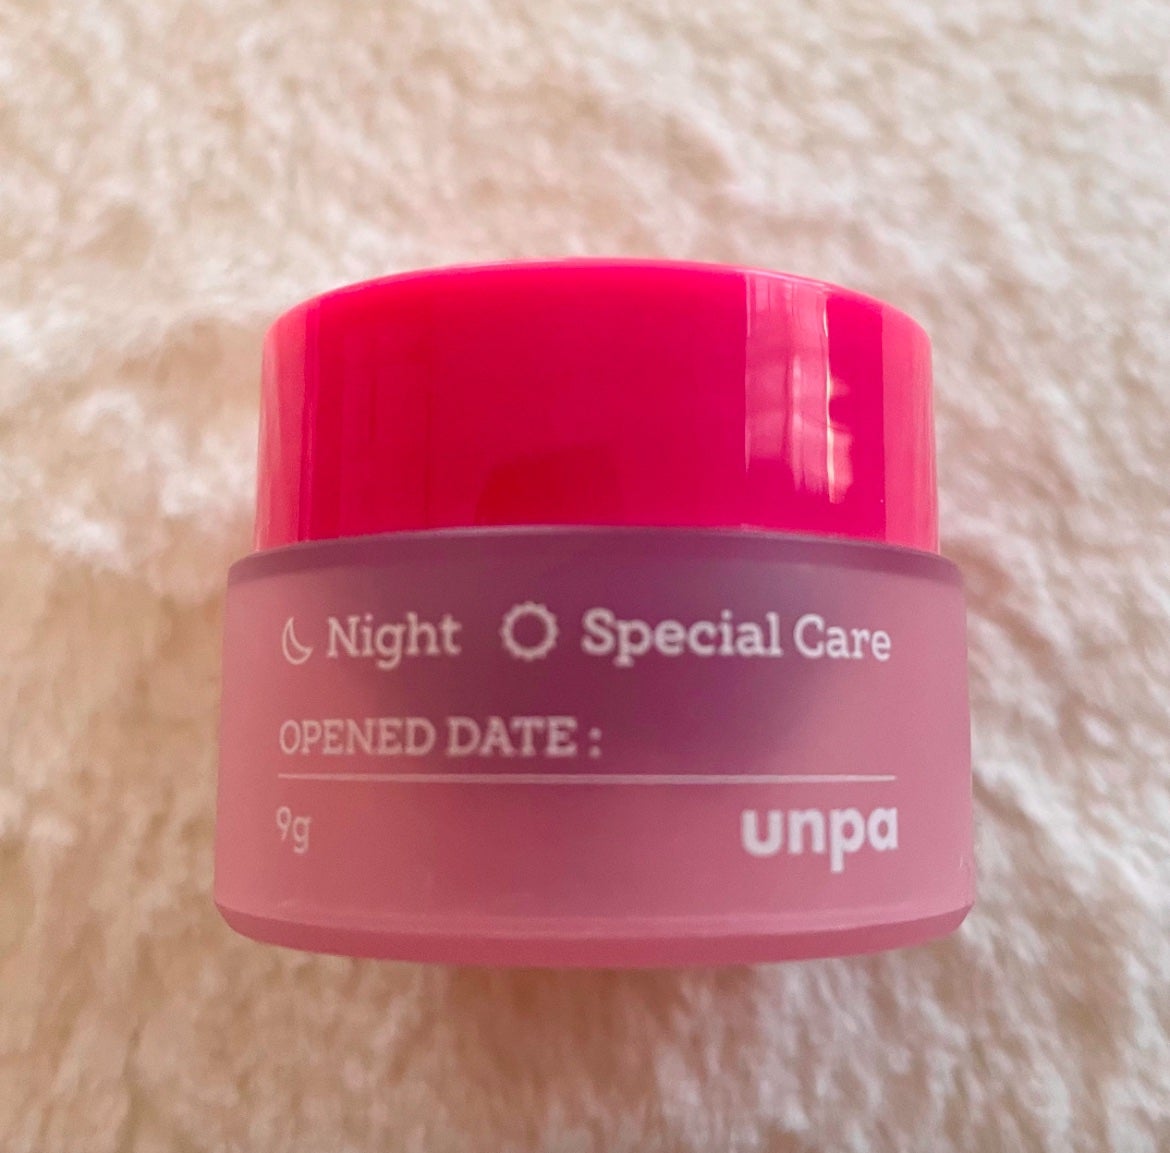 Night Special Care
OPENED DATE :
9g unpa